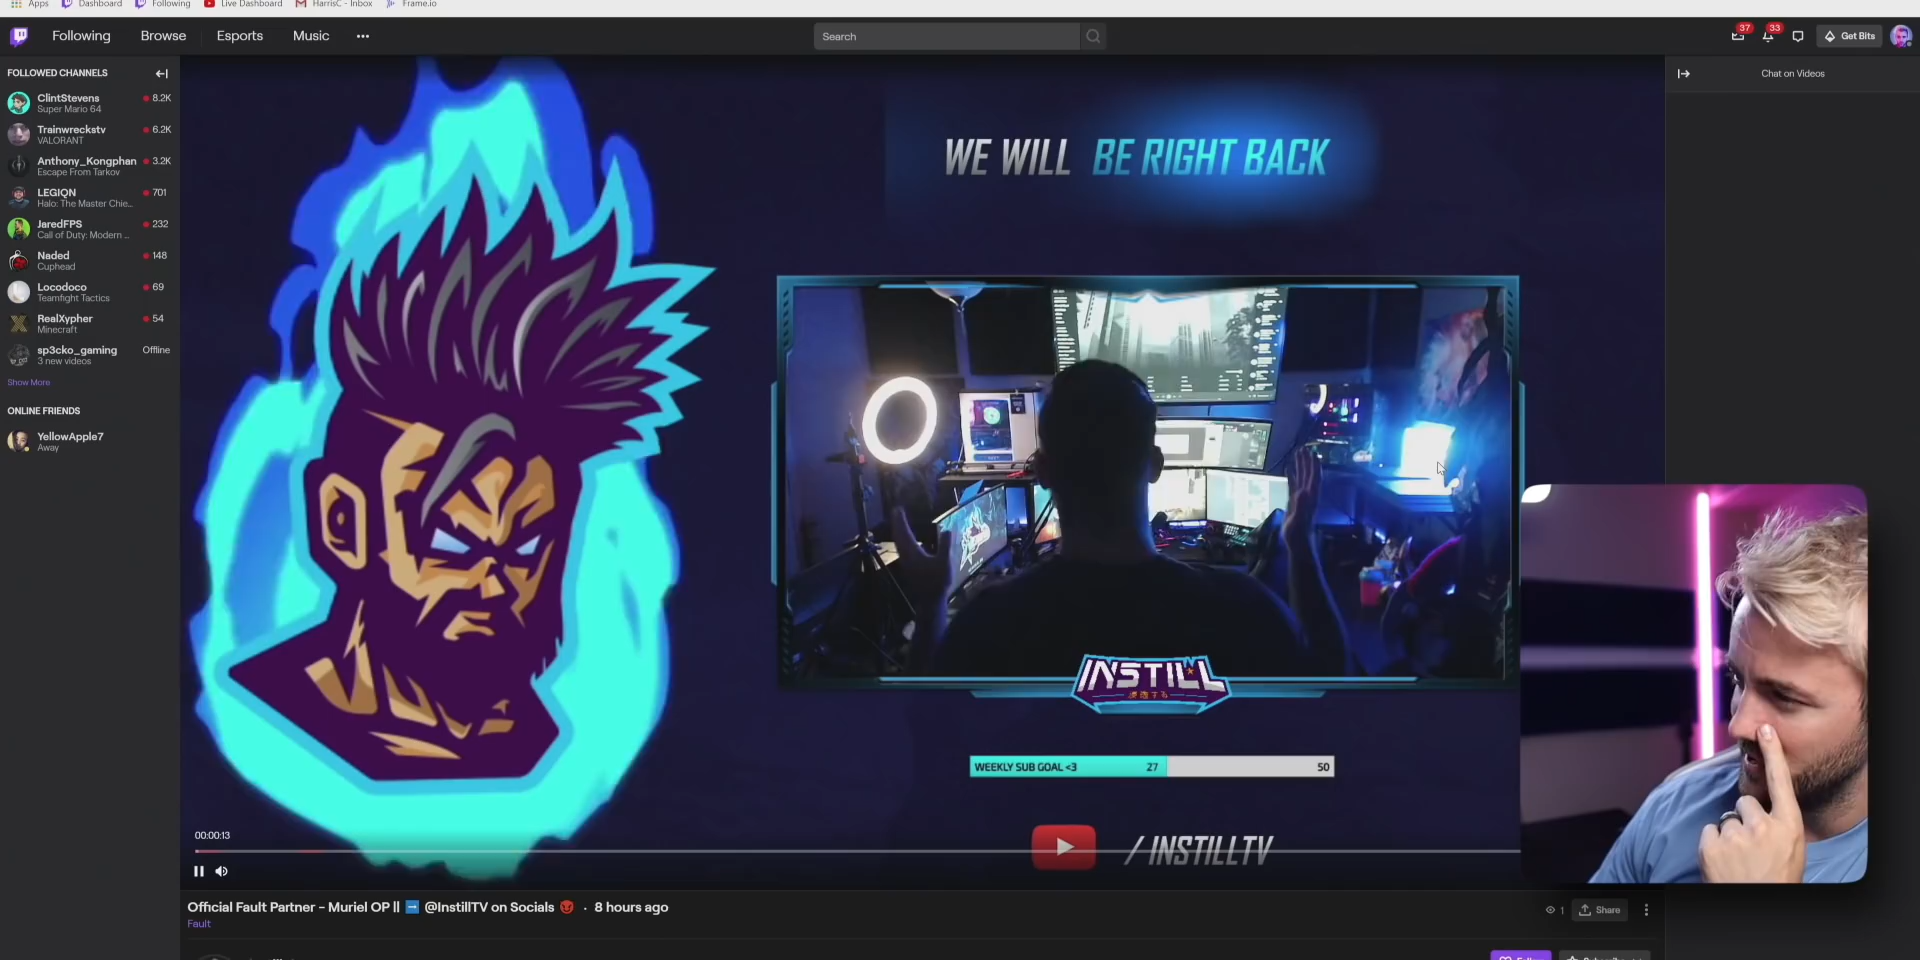 Apps Dashboard Following Live Dashboard HarrisC - Inbox Frame.io
Following Browse Esports Music ••• Search 37 33 Get Bits
FOLLOWED CHANNELS
ClintStevens 8.2K
Super Mario 64
Trainwreckstv 6.2K
VALORANT
Anthony_Kongphan 3.2K
Escape From Tarkov
LEGIQN 701
Halo: The Master Chie...
JaredFPS 232
Call of Duty: Modern ...
Naded 148
Cuphead
Locodoco 69
Teamfight Tactics
RealXypher 54
Minecraft
sp3cko_gaming Offline
3 new videos
Show More
ONLINE FRIENDS
YellowApple7
Away
WE WILL BE RIGHT BACK
INSTILL
WEEKLY SUB GOAL <3 27 50
/ INSTILLTV
00:00:13
Official Fault Partner - Muriel OP || ➡ @InstillTV on Socials 👿 · 8 hours ago
Fault
1 Share
Chat on Videos